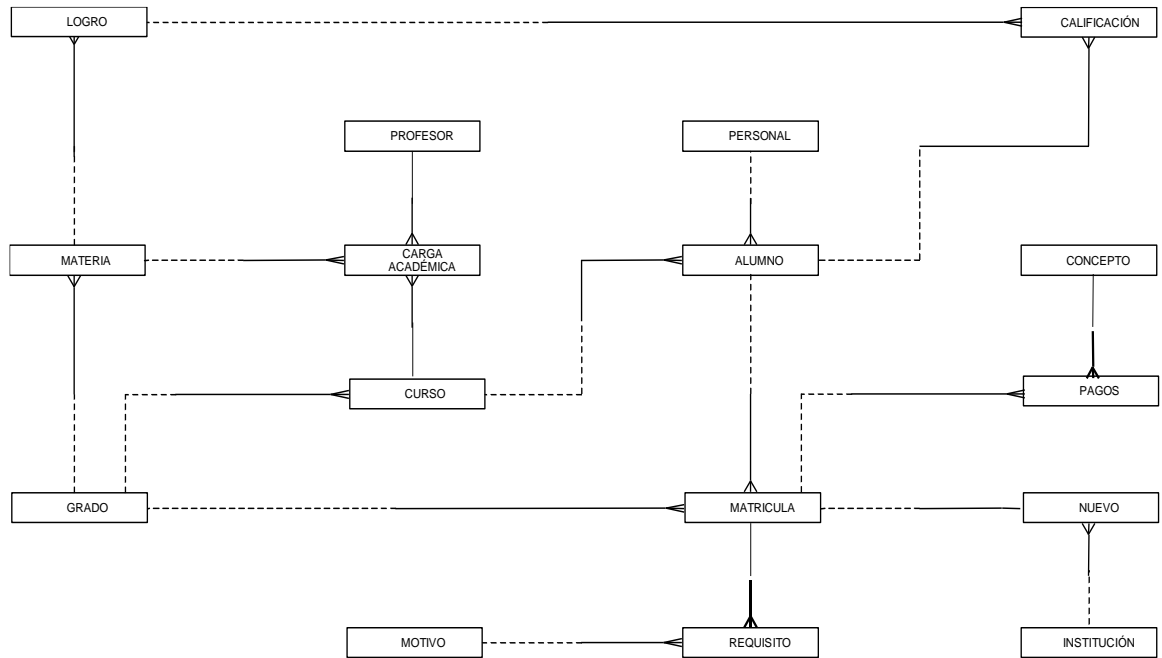 LOGRO
CALIFICACIÓN
PROFESOR
PERSONAL
MATERIA
CARGA
ACADÉMICA
ALUMNO
CONCEPTO
CURSO
PAGOS
GRADO
MATRICULA
NUEVO
MOTIVO
REQUISITO
INSTITUCIÓN